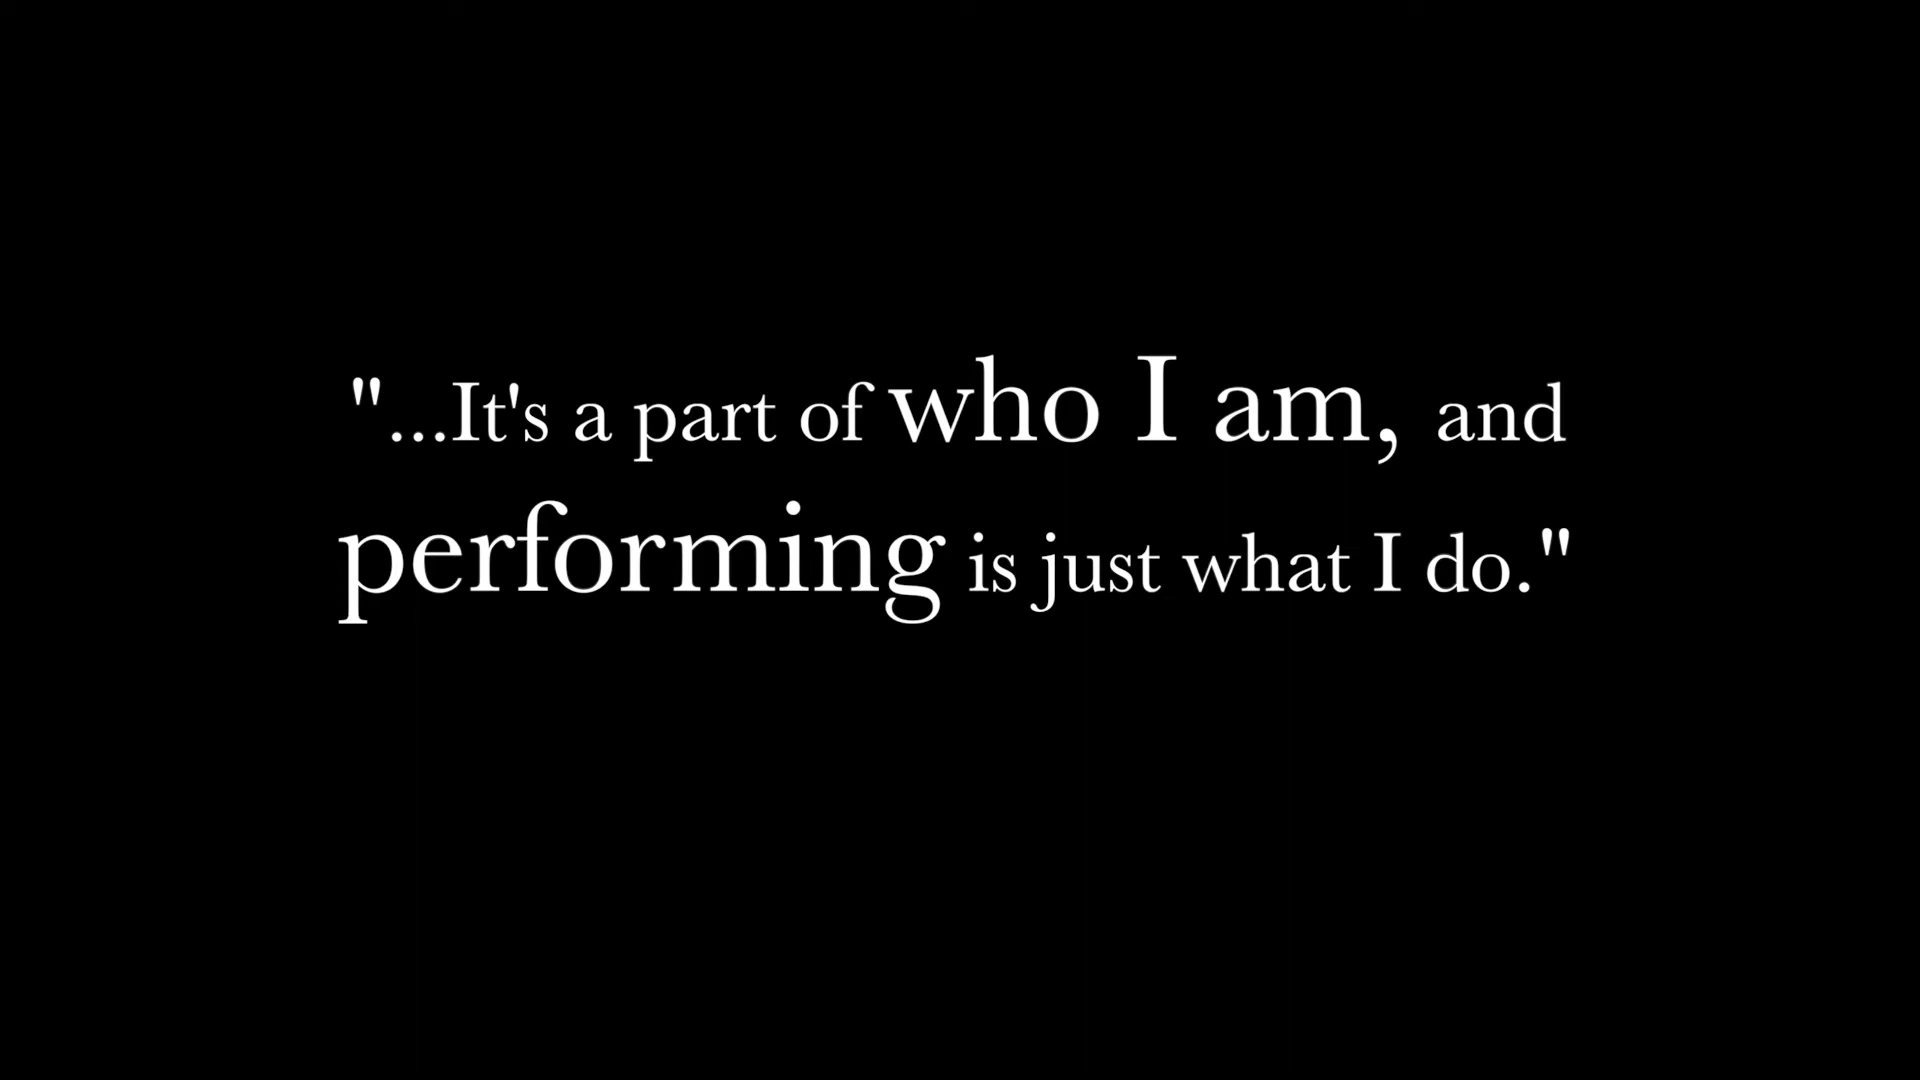 "...It's a part of who I am, and
performing is just what I do."